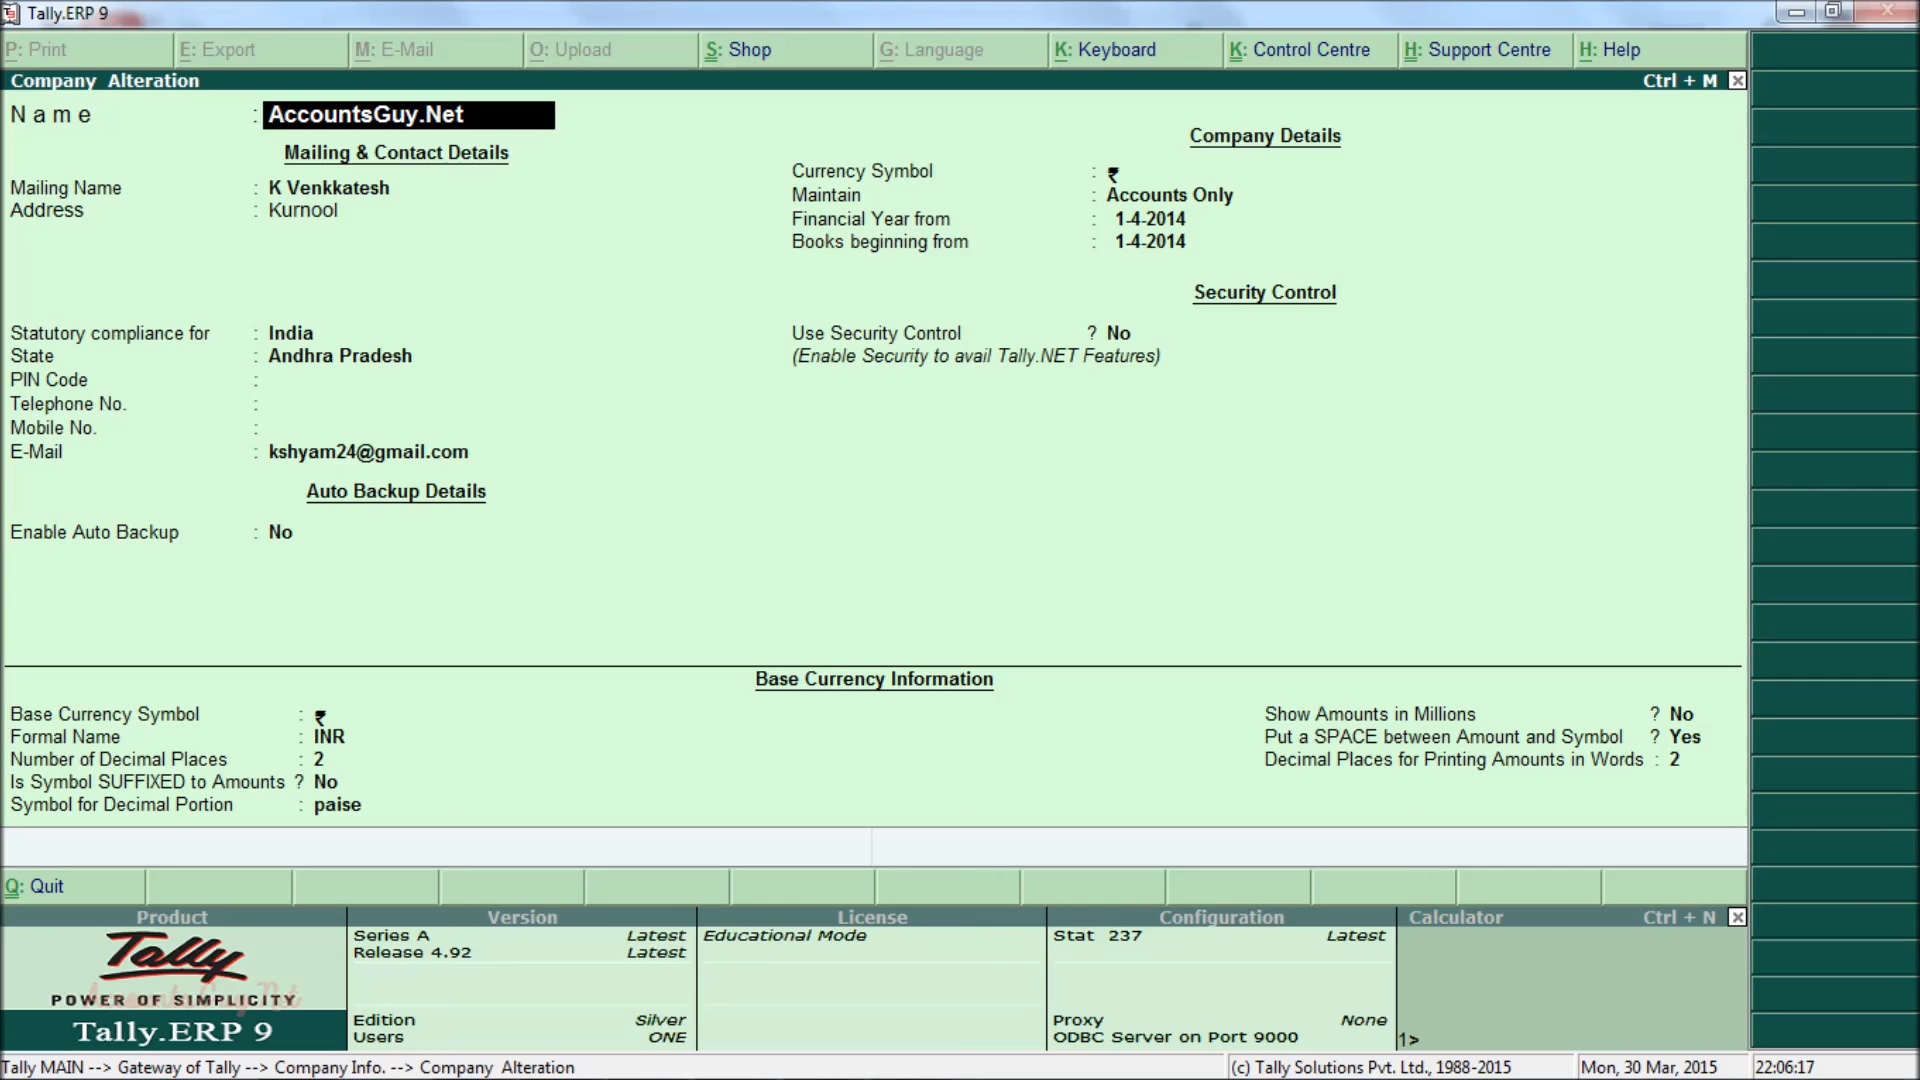 Tally.ERP 9
P: Print E: Export M: E-Mail O: Upload S: Shop G: Language K: Keyboard K: Control Centre H: Support Centre H: Help
Company Alteration Ctrl + M
Name : AccountsGuy.Net
Mailing & Contact Details
Mailing Name : K Venkkatesh
Address : Kurnool
Statutory compliance for : India
State : Andhra Pradesh
PIN Code :
Telephone No. :
Mobile No. :
E-Mail : kshyam24@gmail.com
Auto Backup Details
Enable Auto Backup : No
Company Details
Currency Symbol : ₹
Maintain : Accounts Only
Financial Year from : 1-4-2014
Books beginning from : 1-4-2014
Security Control
Use Security Control ? No
(Enable Security to avail Tally.NET Features)
Base Currency Information
Base Currency Symbol : ₹
Formal Name : INR
Number of Decimal Places : 2
Is Symbol SUFFIXED to Amounts ? No
Symbol for Decimal Portion : paise
Show Amounts in Millions ? No
Put a SPACE between Amount and Symbol ? Yes
Decimal Places for Printing Amounts in Words : 2
Q: Quit
Product
Tally
POWER OF SIMPLICITY
AccountsGuy.Net
Tally.ERP 9
Version
Series A Latest
Release 4.92 Latest
Edition Silver
Users ONE
License
Educational Mode
Configuration
Stat 237 Latest
Proxy None
ODBC Server on Port 9000
Calculator Ctrl + N
1>
Tally MAIN --> Gateway of Tally --> Company Info. --> Company Alteration (c) Tally Solutions Pvt. Ltd., 1988-2015 Mon, 30 Mar, 2015 22:06:17